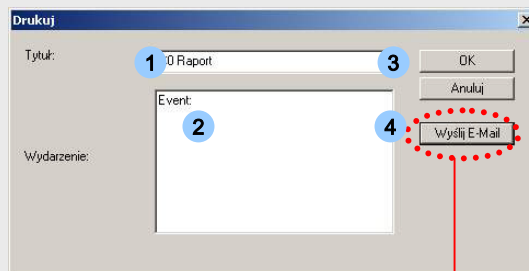 Drukuj
Tytuł:
1
0 Raport
3
OK
Anuluj
Event:
2
4
Wyślij E-Mail
Wydarzenie: